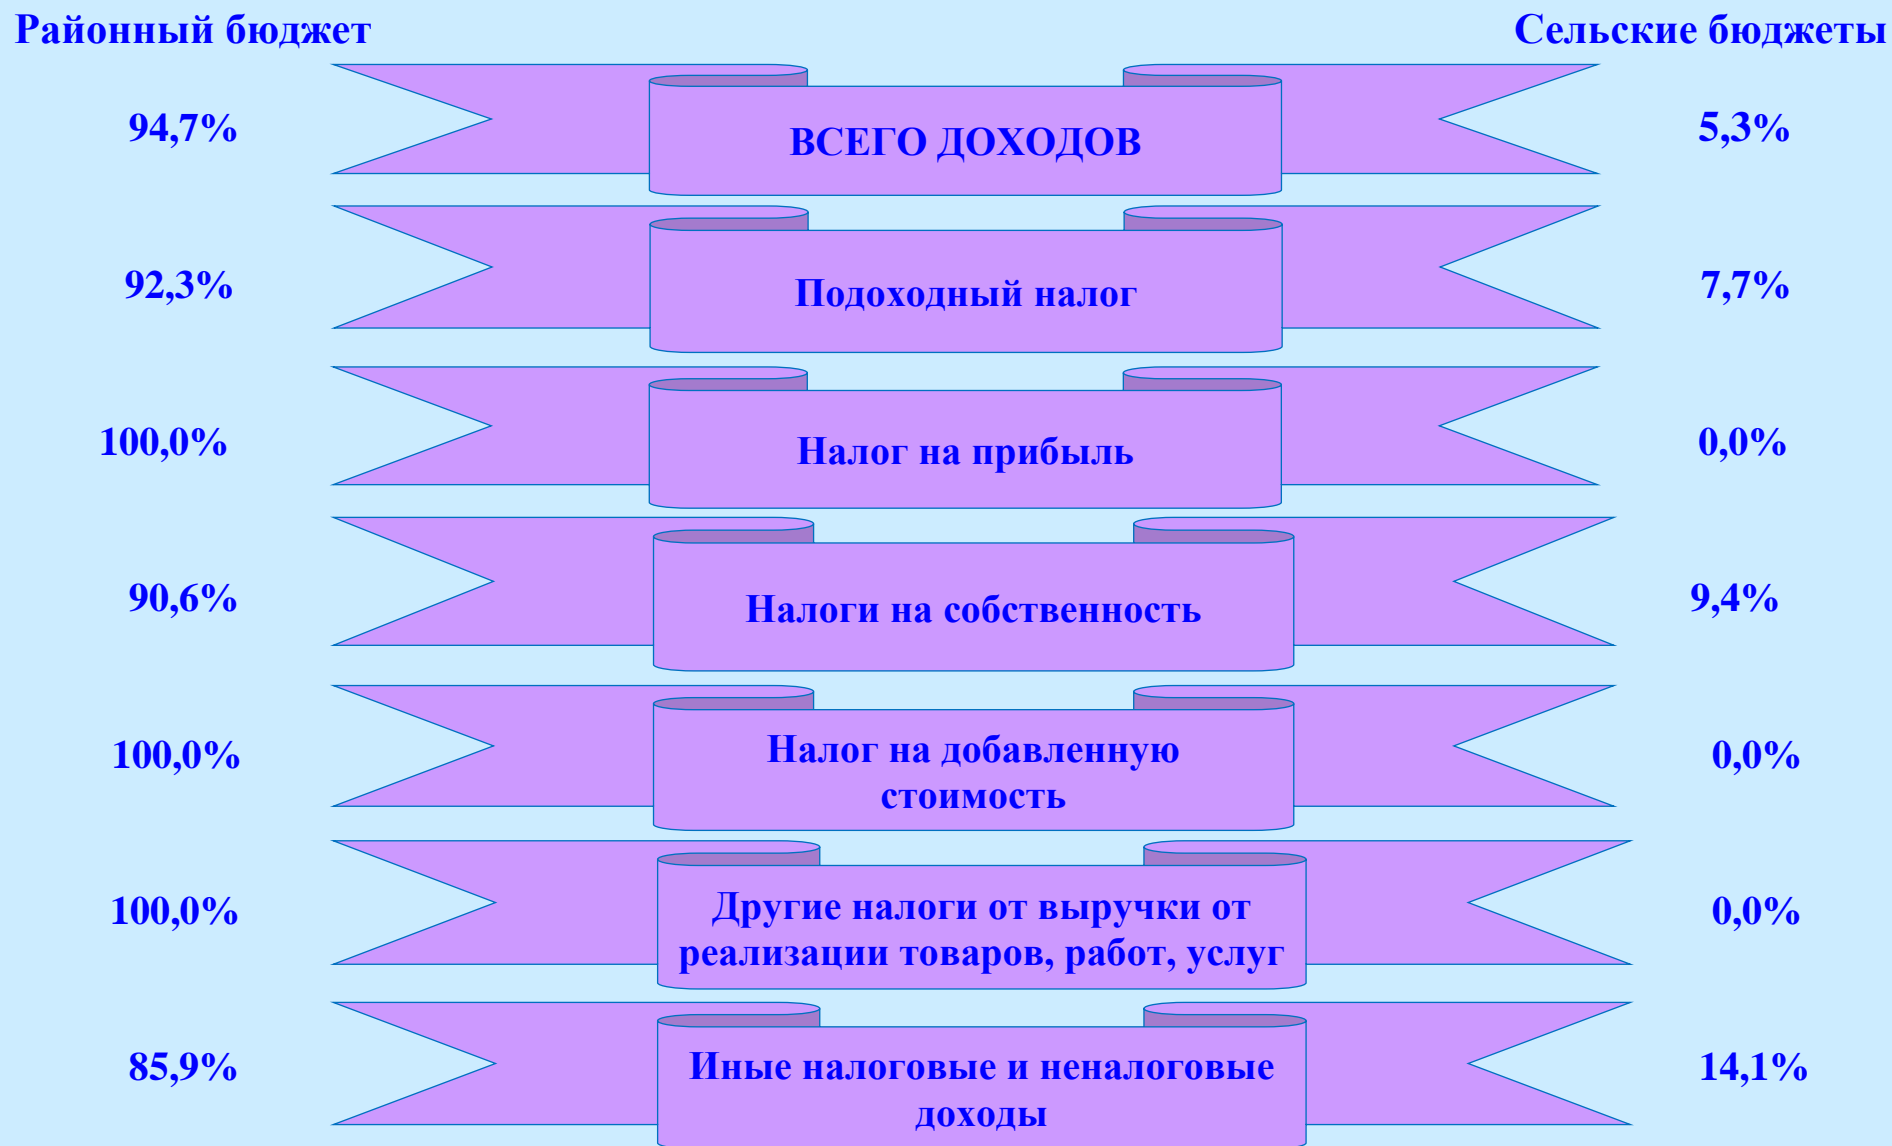 Районный бюджет
Сельские бюджеты
94,7%
ВСЕГО ДОХОДОВ
5,3%
92,3%
Подоходный налог
7,7%
100,0%
Налог на прибыль
0,0%
90,6%
Налоги на собственность
9,4%
100,0%
Налог на добавленную
стоимость
0,0%
100,0%
Другие налоги от выручки от
реализации товаров, работ, услуг
0,0%
85,9%
Иные налоговые и неналоговые
доходы
14,1%